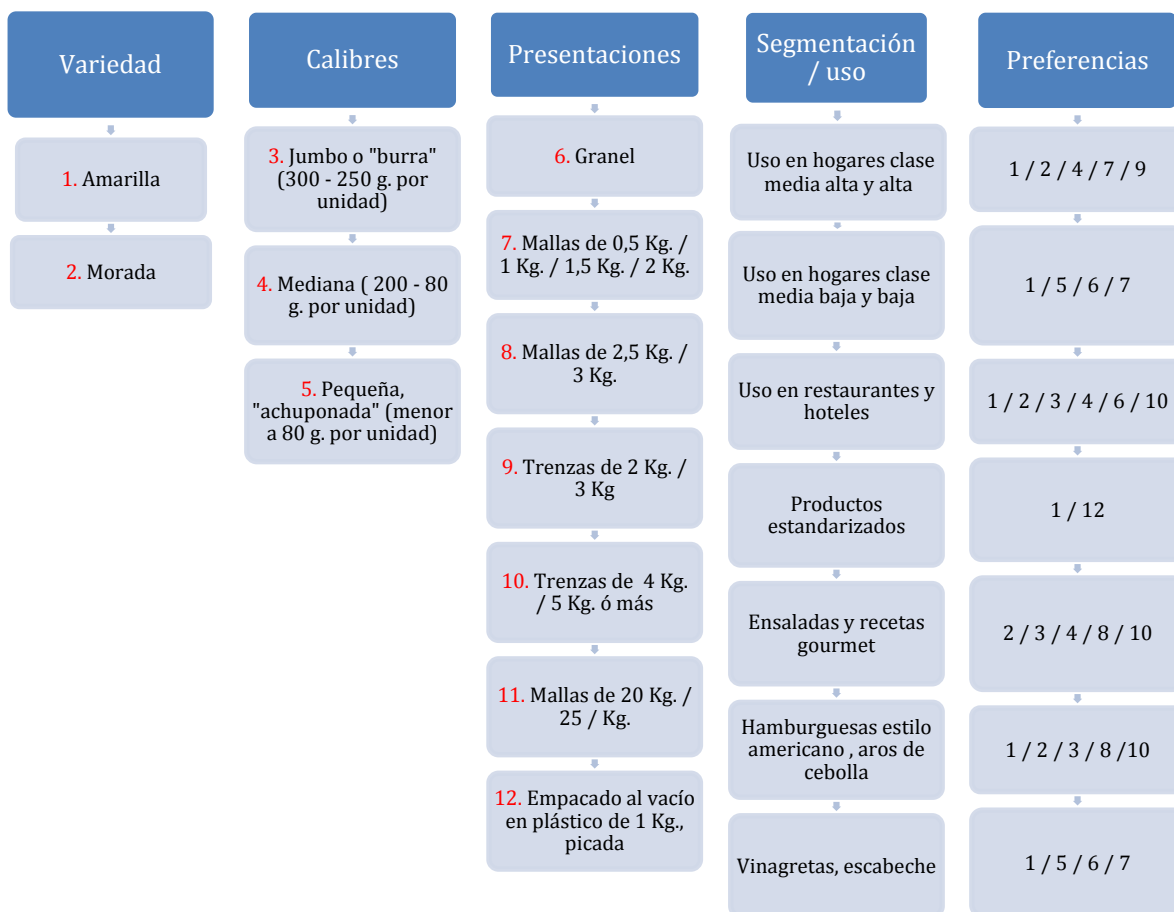 Variedad
1. Amarilla
2. Morada
Calibres
3. Jumbo o "burra"
(300 - 250 g. por
unidad)
4. Mediana ( 200 - 80
g. por unidad)
5. Pequeña,
"achuponada" (menor
a 80 g. por unidad)
Presentaciones
6. Granel
7. Mallas de 0,5 Kg. /
1 Kg. / 1,5 Kg. / 2 Kg.
8. Mallas de 2,5 Kg. /
3 Kg.
9. Trenzas de 2 Kg. /
3 Kg
10. Trenzas de 4 Kg.
/ 5 Kg. ó más
11. Mallas de 20 Kg. /
25 / Kg.
12. Empacado al vacío
en plástico de 1 Kg.,
picada
Segmentación
/ uso
Uso en hogares clase
media alta y alta
Uso en hogares clase
media baja y baja
Uso en restaurantes y
hoteles
Productos
estandarizados
Ensaladas y recetas
gourmet
Hamburguesas estilo
americano , aros de
cebolla
Vinagretas, escabeche
Preferencias
1 / 2 / 4 / 7 / 9
1 / 5 / 6 / 7
1 / 2 / 3 / 4 / 6 / 10
1 / 12
2 / 3 / 4 / 8 / 10
1 / 2 / 3 / 8 /10
1 / 5 / 6 / 7